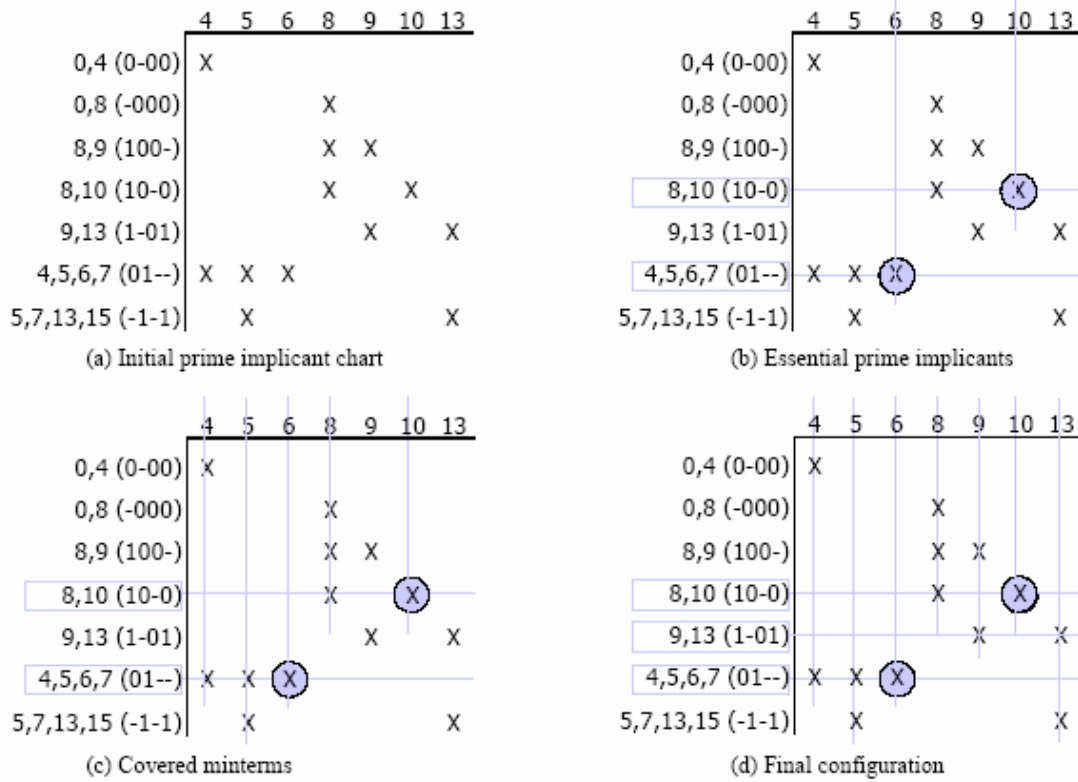 4 5 6 8 9 10 13
0,4 (0-00) X
0,8 (-000) X
8,9 (100-) X X
8,10 (10-0) X X
9,13 (1-01) X X
4,5,6,7 (01--) X X X
5,7,13,15 (-1-1) X X
(a) Initial prime implicant chart
4 5 6 8 9 10 13
0,4 (0-00) X
0,8 (-000) X
8,9 (100-) X X
8,10 (10-0) X X
9,13 (1-01) X X
4,5,6,7 (01--) X X X
5,7,13,15 (-1-1) X X
(b) Essential prime implicants
4 5 6 8 9 10 13
0,4 (0-00) X
0,8 (-000) X
8,9 (100-) X X
8,10 (10-0) X X
9,13 (1-01) X X
4,5,6,7 (01--) X X X
5,7,13,15 (-1-1) X X
(c) Covered minterms
4 5 6 8 9 10 13
0,4 (0-00) X
0,8 (-000) X
8,9 (100-) X X
8,10 (10-0) X X
9,13 (1-01) X X
4,5,6,7 (01--) X X X
5,7,13,15 (-1-1) X X
(d) Final configuration